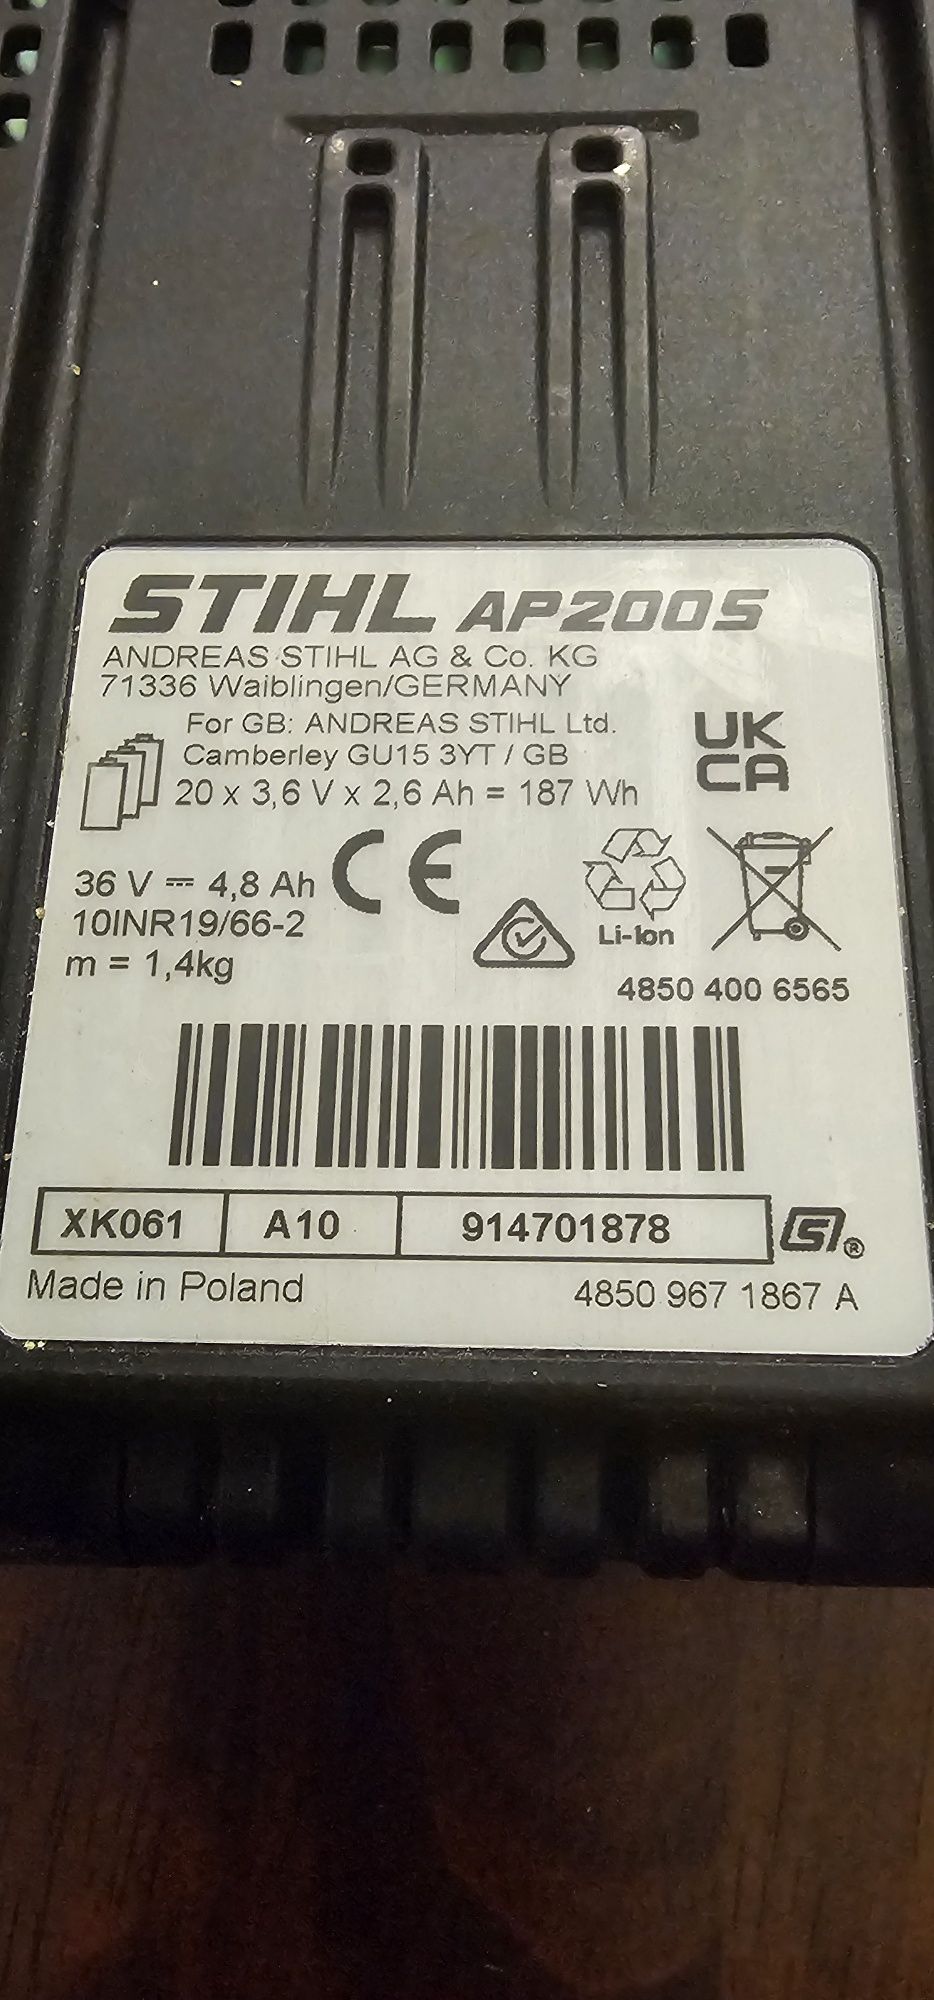 STIHL AP200S
ANDREAS STIHL AG & Co. KG
71336 Waiblingen/GERMANY
For GB: ANDREAS STIHL Ltd.
Camberley GU15 3YT / GB
UK
CA
20 x 3,6 V x 2,6 Ah = 187 Wh
36 V ⎓ 4,8 Ah
CE
10INR19/66-2
Li-Ion
m = 1,4kg
4850 400 6565
XK061 A10 914701878
®
Made in Poland
4850 967 1867 A